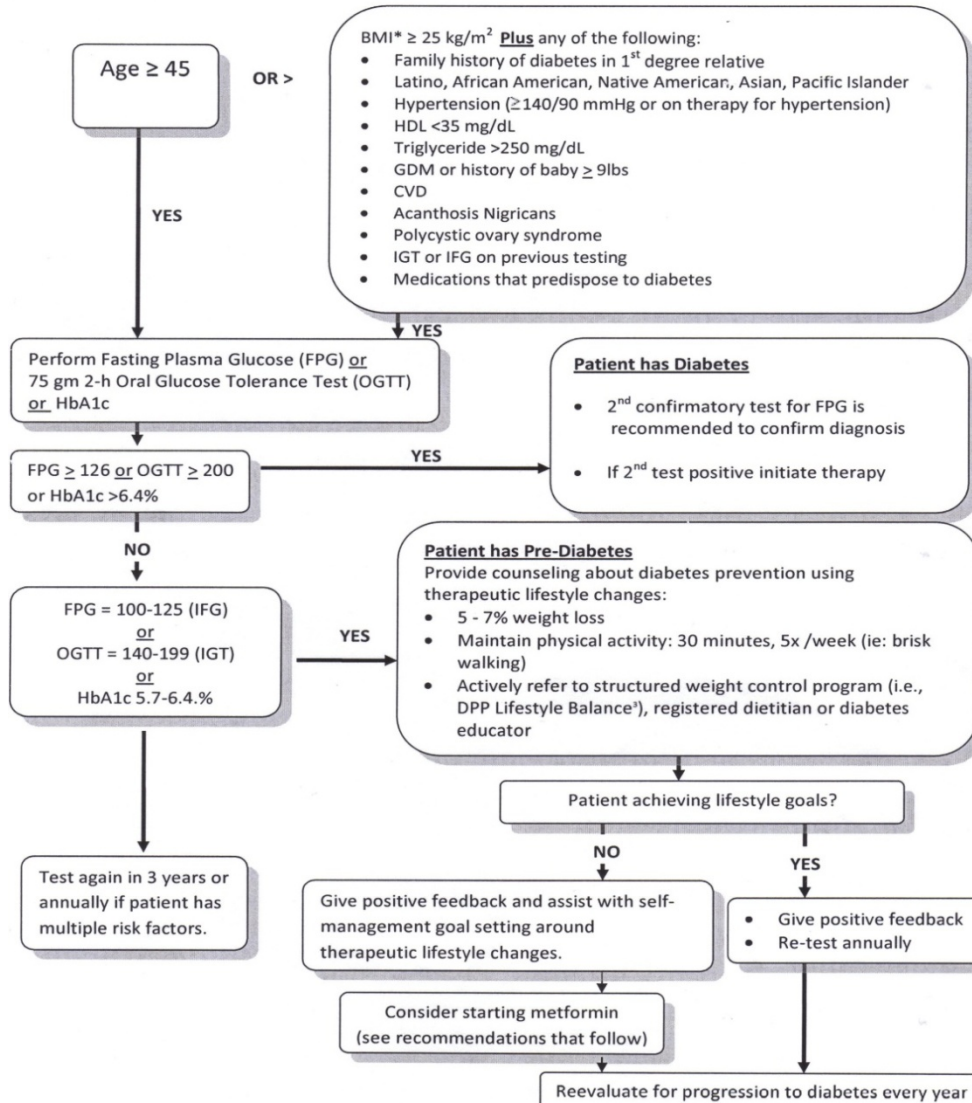 Age ≥ 45
OR >
BMI* ≥ 25 kg/m² Plus any of the following:
• Family history of diabetes in 1st degree relative
• Latino, African American, Native American, Asian, Pacific Islander
• Hypertension (≥140/90 mmHg or on therapy for hypertension)
• HDL <35 mg/dL
• Triglyceride >250 mg/dL
• GDM or history of baby ≥ 9lbs
• CVD
• Acanthosis Nigricans
• Polycystic ovary syndrome
• IGT or IFG on previous testing
• Medications that predispose to diabetes
YES
YES
Perform Fasting Plasma Glucose (FPG) or
75 gm 2-h Oral Glucose Tolerance Test (OGTT)
or HbA1c
FPG ≥ 126 or OGTT ≥ 200
or HbA1c >6.4%
YES
Patient has Diabetes
• 2nd confirmatory test for FPG is
recommended to confirm diagnosis
• If 2nd test positive initiate therapy
NO
FPG = 100-125 (IFG)
or
OGTT = 140-199 (IGT)
or
HbA1c 5.7-6.4.%
YES
Patient has Pre-Diabetes
Provide counseling about diabetes prevention using
therapeutic lifestyle changes:
• 5 - 7% weight loss
• Maintain physical activity: 30 minutes, 5x /week (ie: brisk
walking)
• Actively refer to structured weight control program (i.e.,
DPP Lifestyle Balance³), registered dietitian or diabetes
educator
Patient achieving lifestyle goals?
NO
YES
Test again in 3 years or
annually if patient has
multiple risk factors.
Give positive feedback and assist with self-
management goal setting around
therapeutic lifestyle changes.
• Give positive feedback
• Re-test annually
Consider starting metformin
(see recommendations that follow)
Reevaluate for progression to diabetes every year